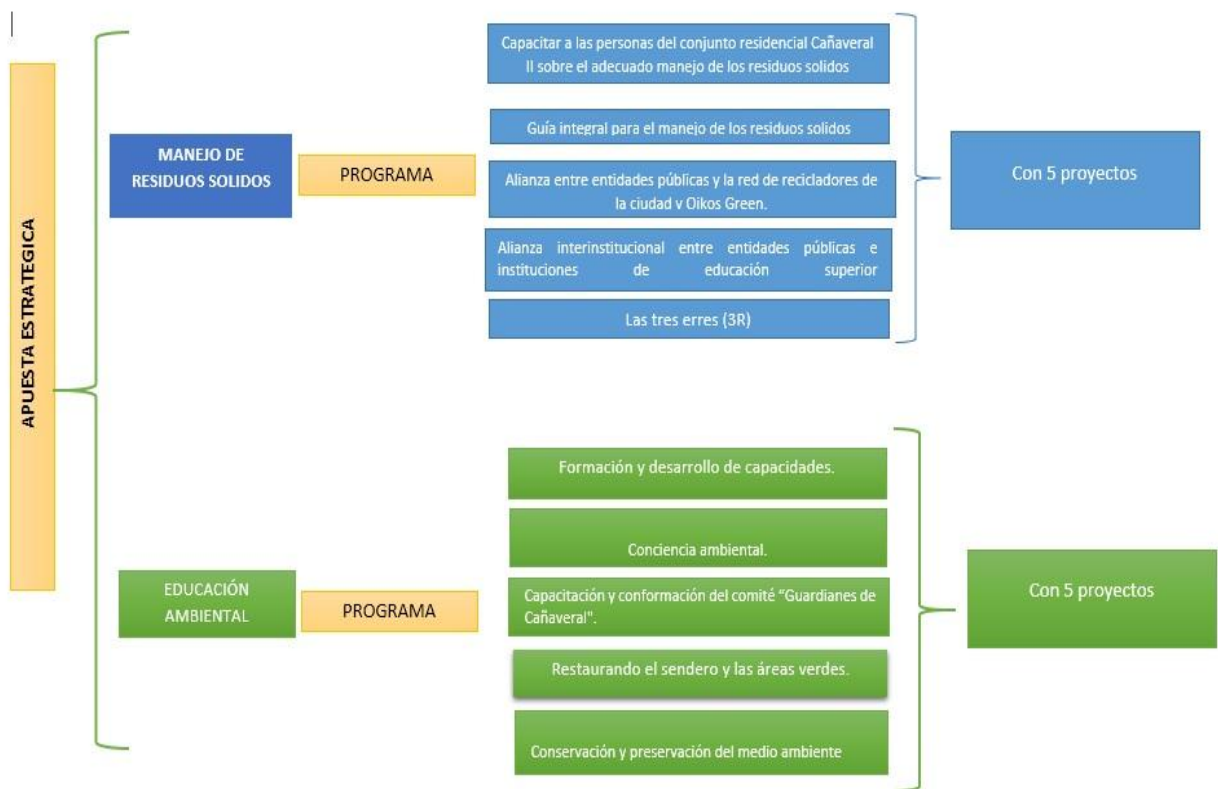 APUESTA ESTRATEGICA
MANEJO DE
RESIDUOS SOLIDOS
PROGRAMA
Capacitar a las personas del conjunto residencial Cañaveral
II sobre el adecuado manejo de los residuos solidos
Guía integral para el manejo de los residuos solidos
Alianza entre entidades públicas y la red de recicladores de
la ciudad y Oikos Green.
Alianza interinstitucional entre entidades públicas e
instituciones de educación superior
Las tres erres (3R)
Con 5 proyectos
EDUCACIÓN
AMBIENTAL
PROGRAMA
Formación y desarrollo de capacidades.
Conciencia ambiental.
Capacitación y conformación del comité “Guardianes de
Cañaveral".
Restaurando el sendero y las áreas verdes.
Conservación y preservación del medio ambiente
Con 5 proyectos